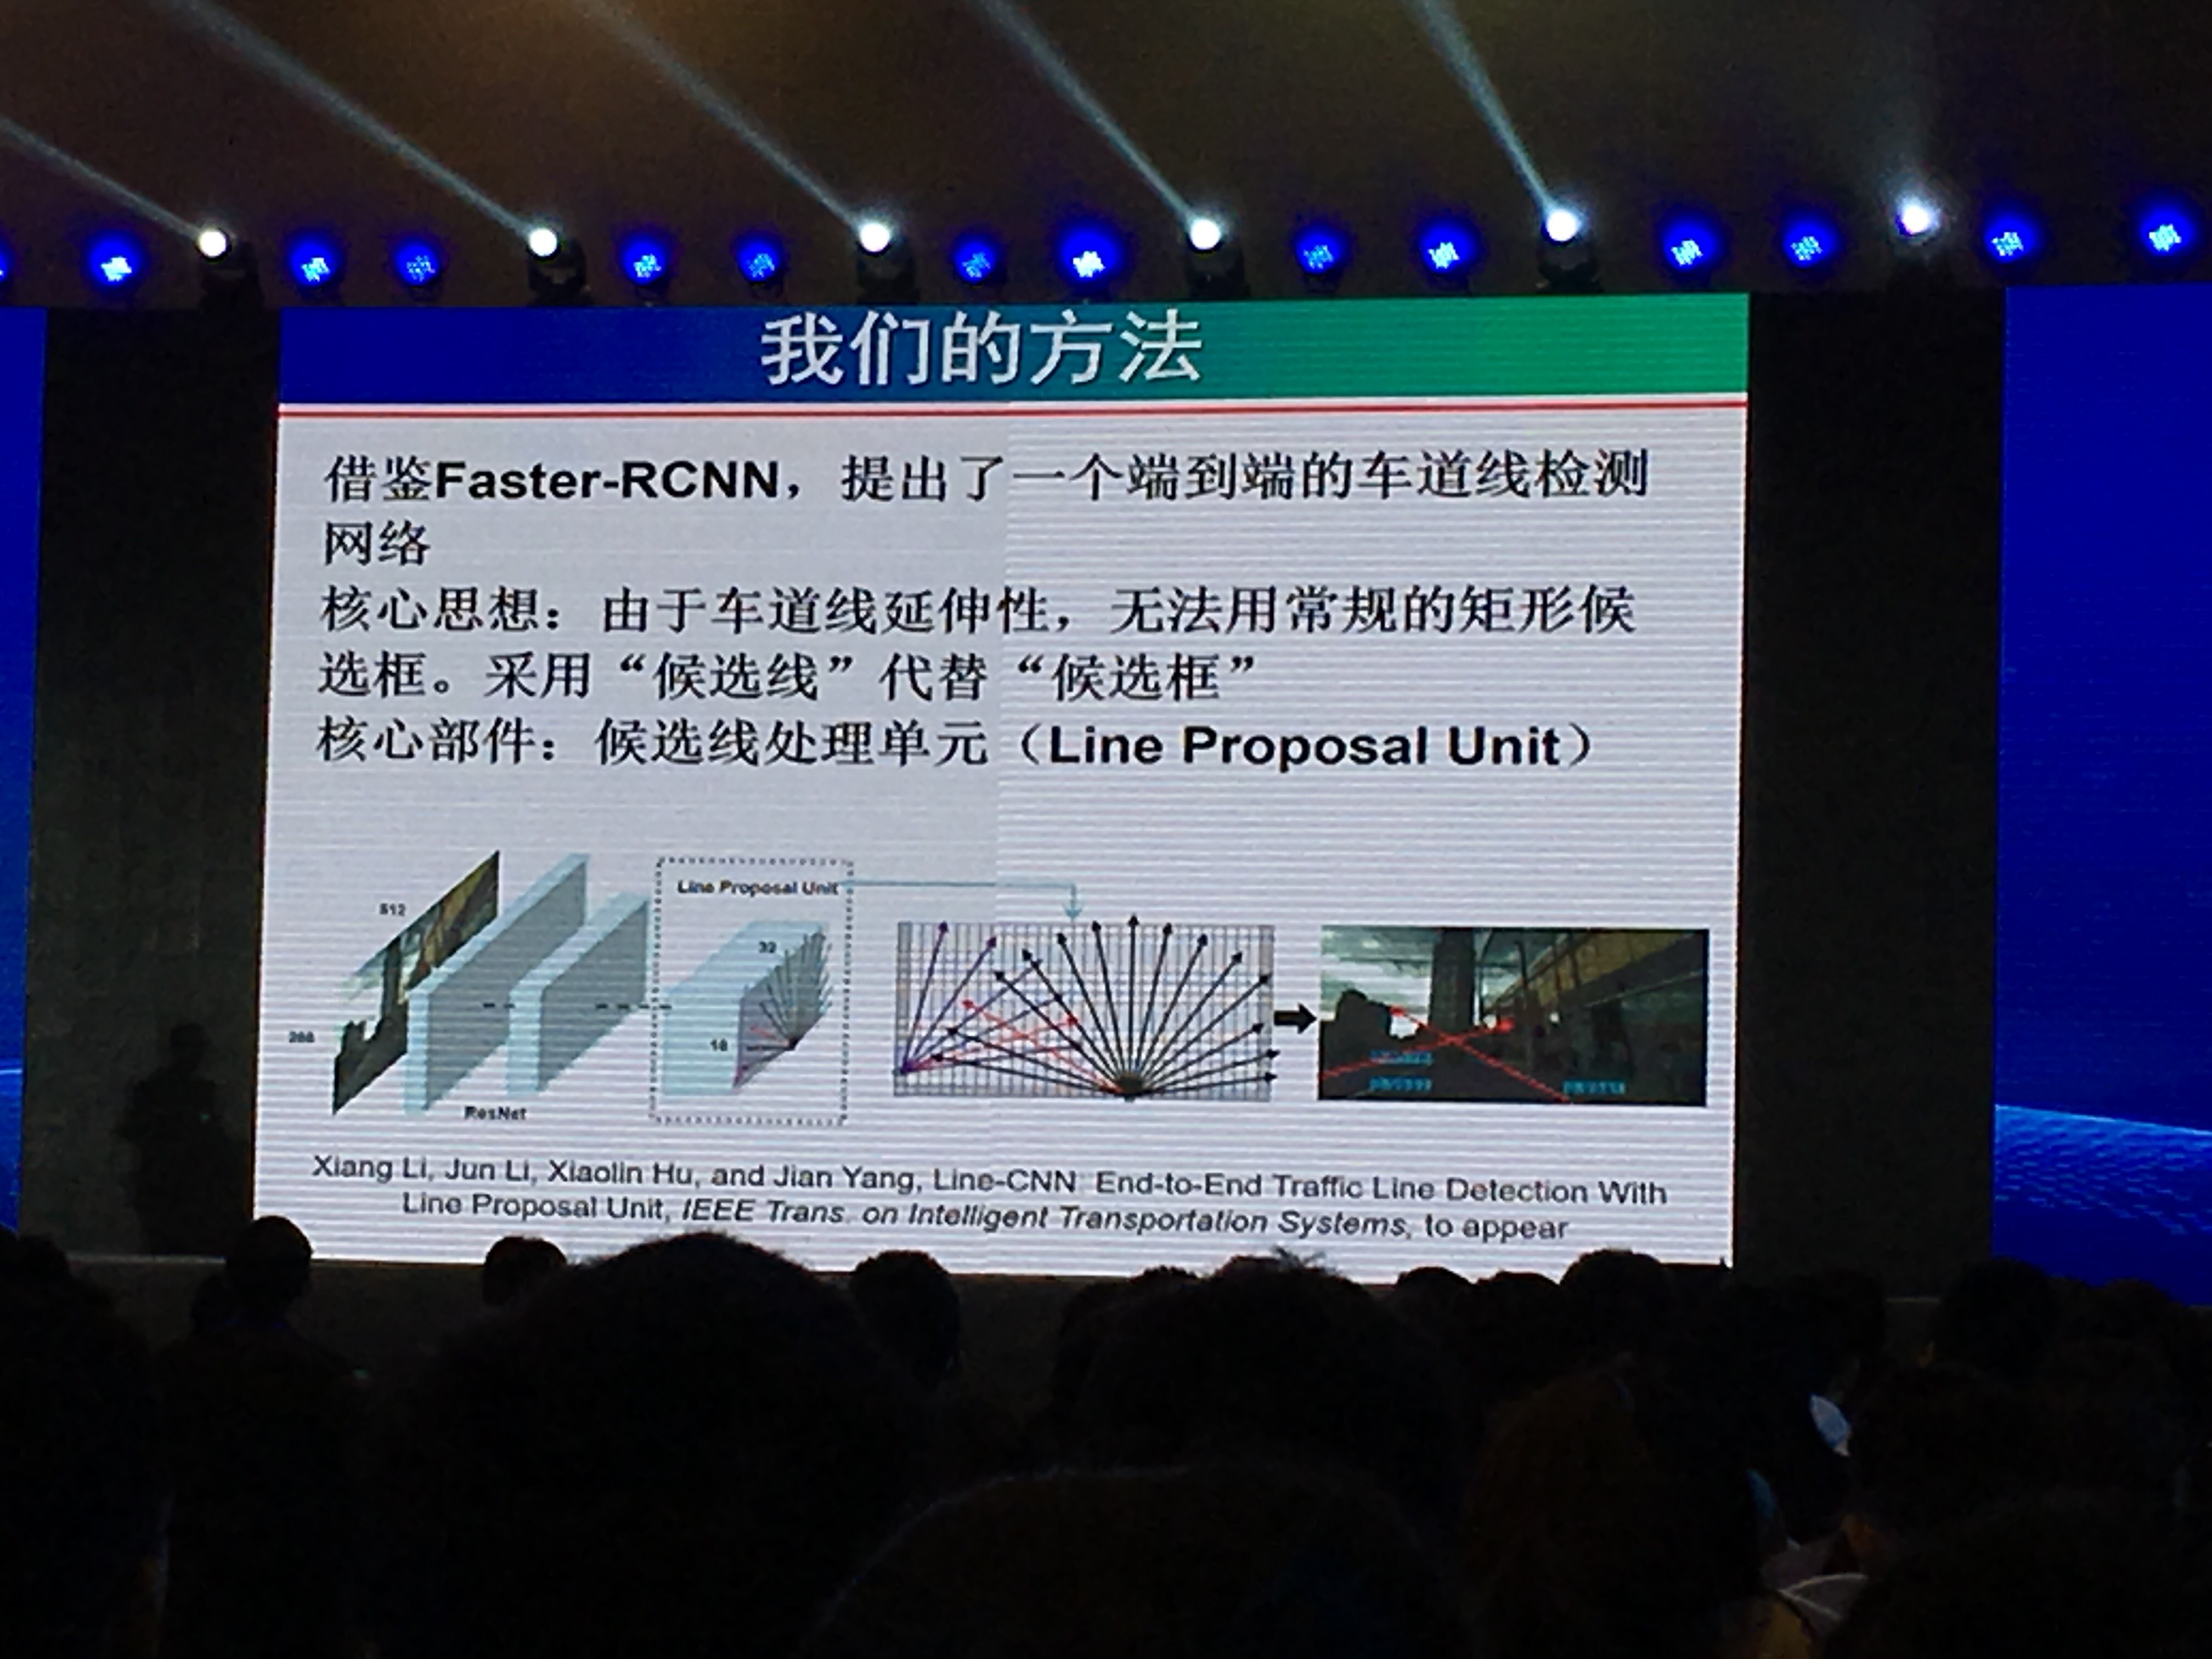 我们的方法
借鉴Faster-RCNN，提出了一个端到端的车道线检测
网络
核心思想：由于车道线延伸性，无法用常规的矩形候
选框。采用“候选线”代替“候选框”
核心部件：候选线处理单元（Line Proposal Unit）
Line Proposal Unit
512
32
288
18
ResNet
Xiang Li, Jun Li, Xiaolin Hu, and Jian Yang, Line-CNN: End-to-End Traffic Line Detection With
Line Proposal Unit, IEEE Trans. on Intelligent Transportation Systems, to appear